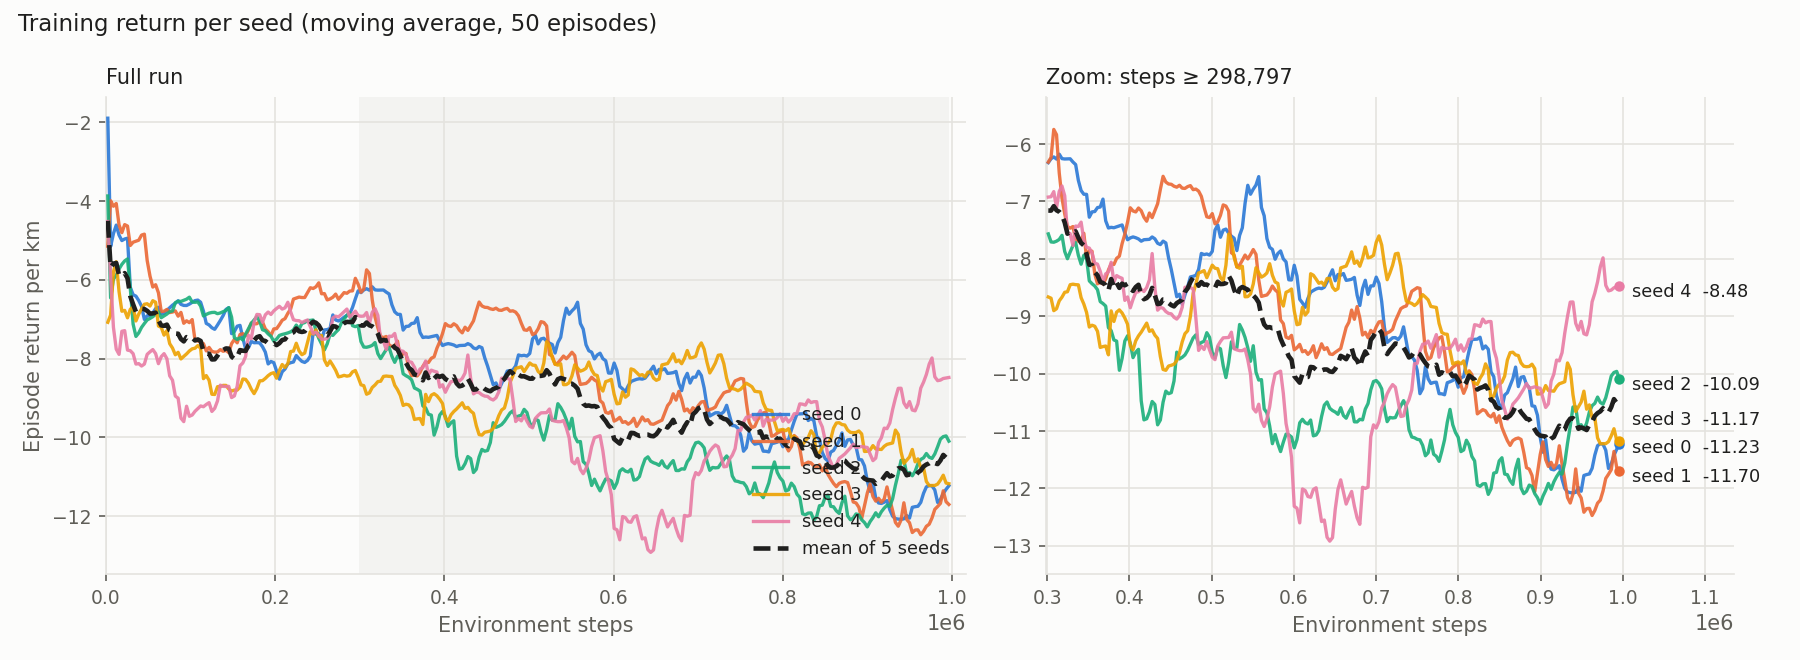 Training return per seed (moving average, 50 episodes)
Full run
Episode return per km
−2
−4
−6
−8
−10
−12
0.0
0.2
0.4
0.6
0.8
1.0
1e6
Environment steps
seed 0
seed 1
seed 2
seed 3
seed 4
mean of 5 seeds
Zoom: steps ≥ 298,797
−6
−7
−8
−9
−10
−11
−12
−13
0.3
0.4
0.5
0.6
0.7
0.8
0.9
1.0
1.1
1e6
Environment steps
seed 4 -8.48
seed 2 -10.09
seed 3 -11.17
seed 0 -11.23
seed 1 -11.70